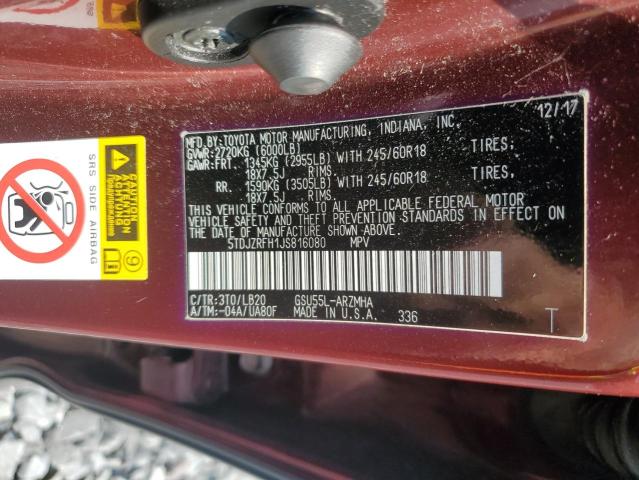 12/17
MFD.BY:TOYOTA MOTOR MANUFACTURING, INDIANA, INC.
GVWR:2720KG (6000LB)
GAWR:FRT. 1345KG (2955LB) WITH 245/60R18 TIRES,
18X7.5J RIMS.
RR. 1590KG (3505LB) WITH 245/60R18 TIRES,
18X7.5J RIMS.
THIS VEHICLE CONFORMS TO ALL APPLICABLE FEDERAL MOTOR
VEHICLE SAFETY AND THEFT PREVENTION STANDARDS IN EFFECT
ON THE DATE OF MANUFACTURE SHOWN ABOVE.
5TDJZRFH1JS816080 MPV
C/TR:3T0/LB20 GSU55L-ARZMHA
A/TM:-04A/UA80F MADE IN U.S.A. 336
T
SRS SIDE AIRBAG